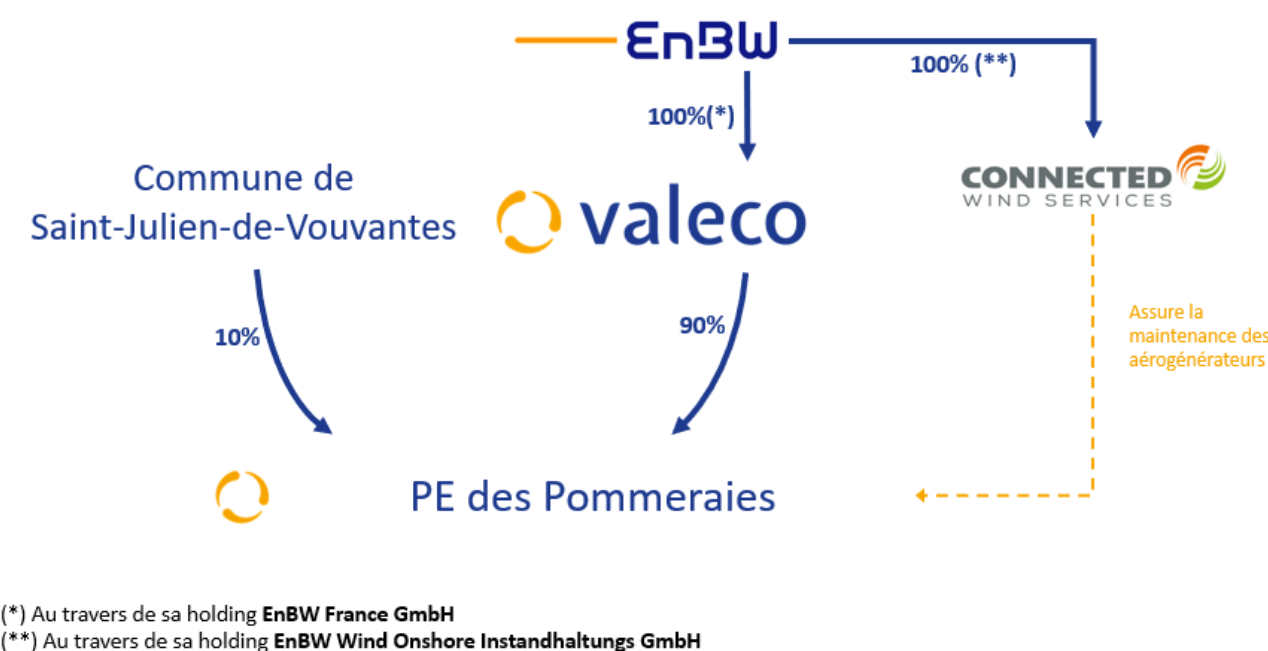 EnBW
100% (**)
100%(*)
CONNECTED
WIND SERVICES
Commune de
Saint-Julien-de-Vouvantes
valeco
10%
90%
Assure la
maintenance des
aérogénérateurs
PE des Pommeraies
(*) Au travers de sa holding EnBW France GmbH
(**) Au travers de sa holding EnBW Wind Onshore Instandhaltungs GmbH